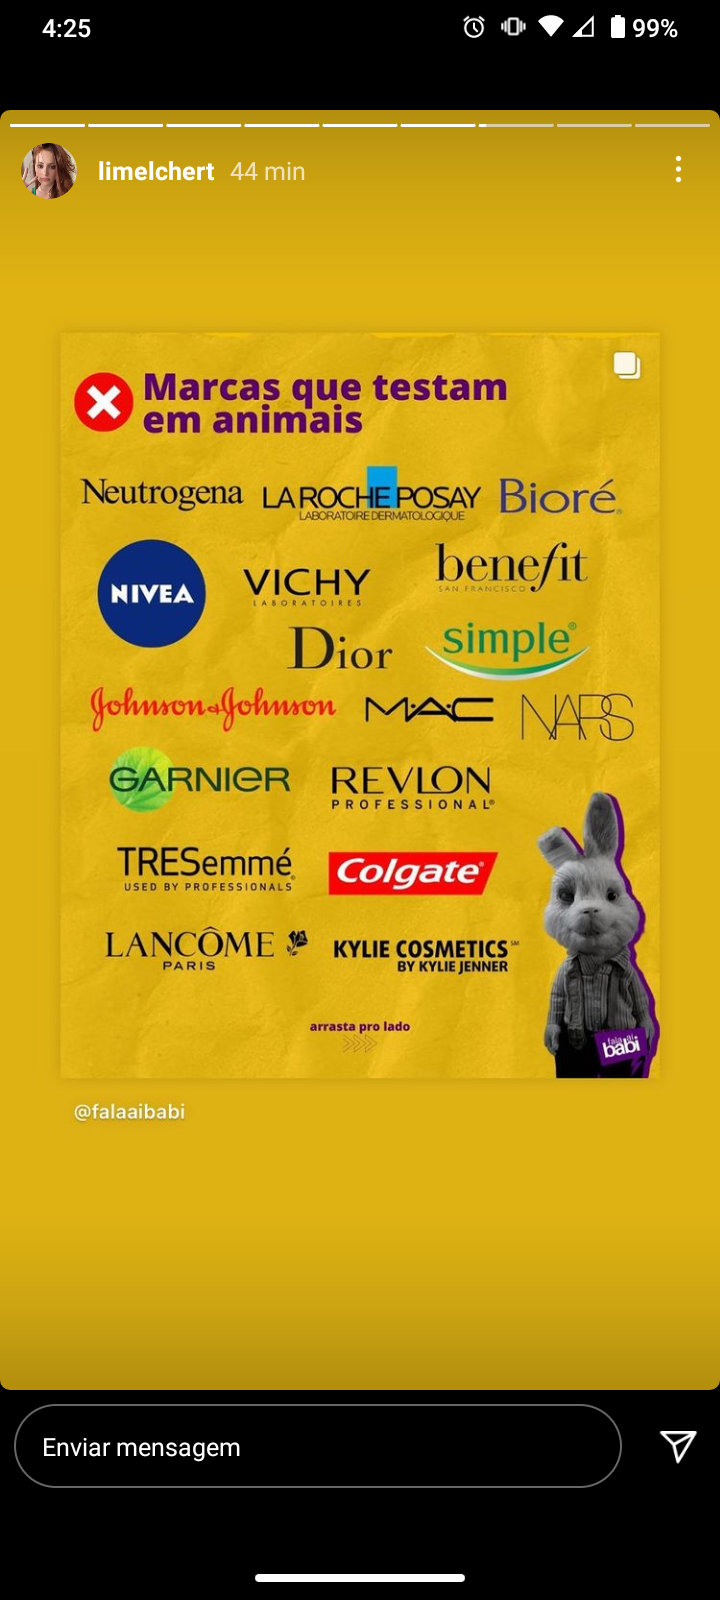 4:25
99%
limelchert 44 min
Marcas que testam
em animais
Neutrogena
LA ROCHE POSAY
LABORATOIRE DERMATOLOGIQUE
Bioré
NIVEA
VICHY
LABORATOIRES
benefit
SAN FRANCISCO
Dior
simple®
Johnson & Johnson
M·A·C
NARS
GARNIER
REVLON
PROFESSIONAL®
TRESemmé
USED BY PROFESSIONALS
Colgate®
LANCÔME
PARIS
KYLIE COSMETICS℠
BY KYLIE JENNER
arrasta pro lado
fala aí
babi
@falaaibabi
Enviar mensagem